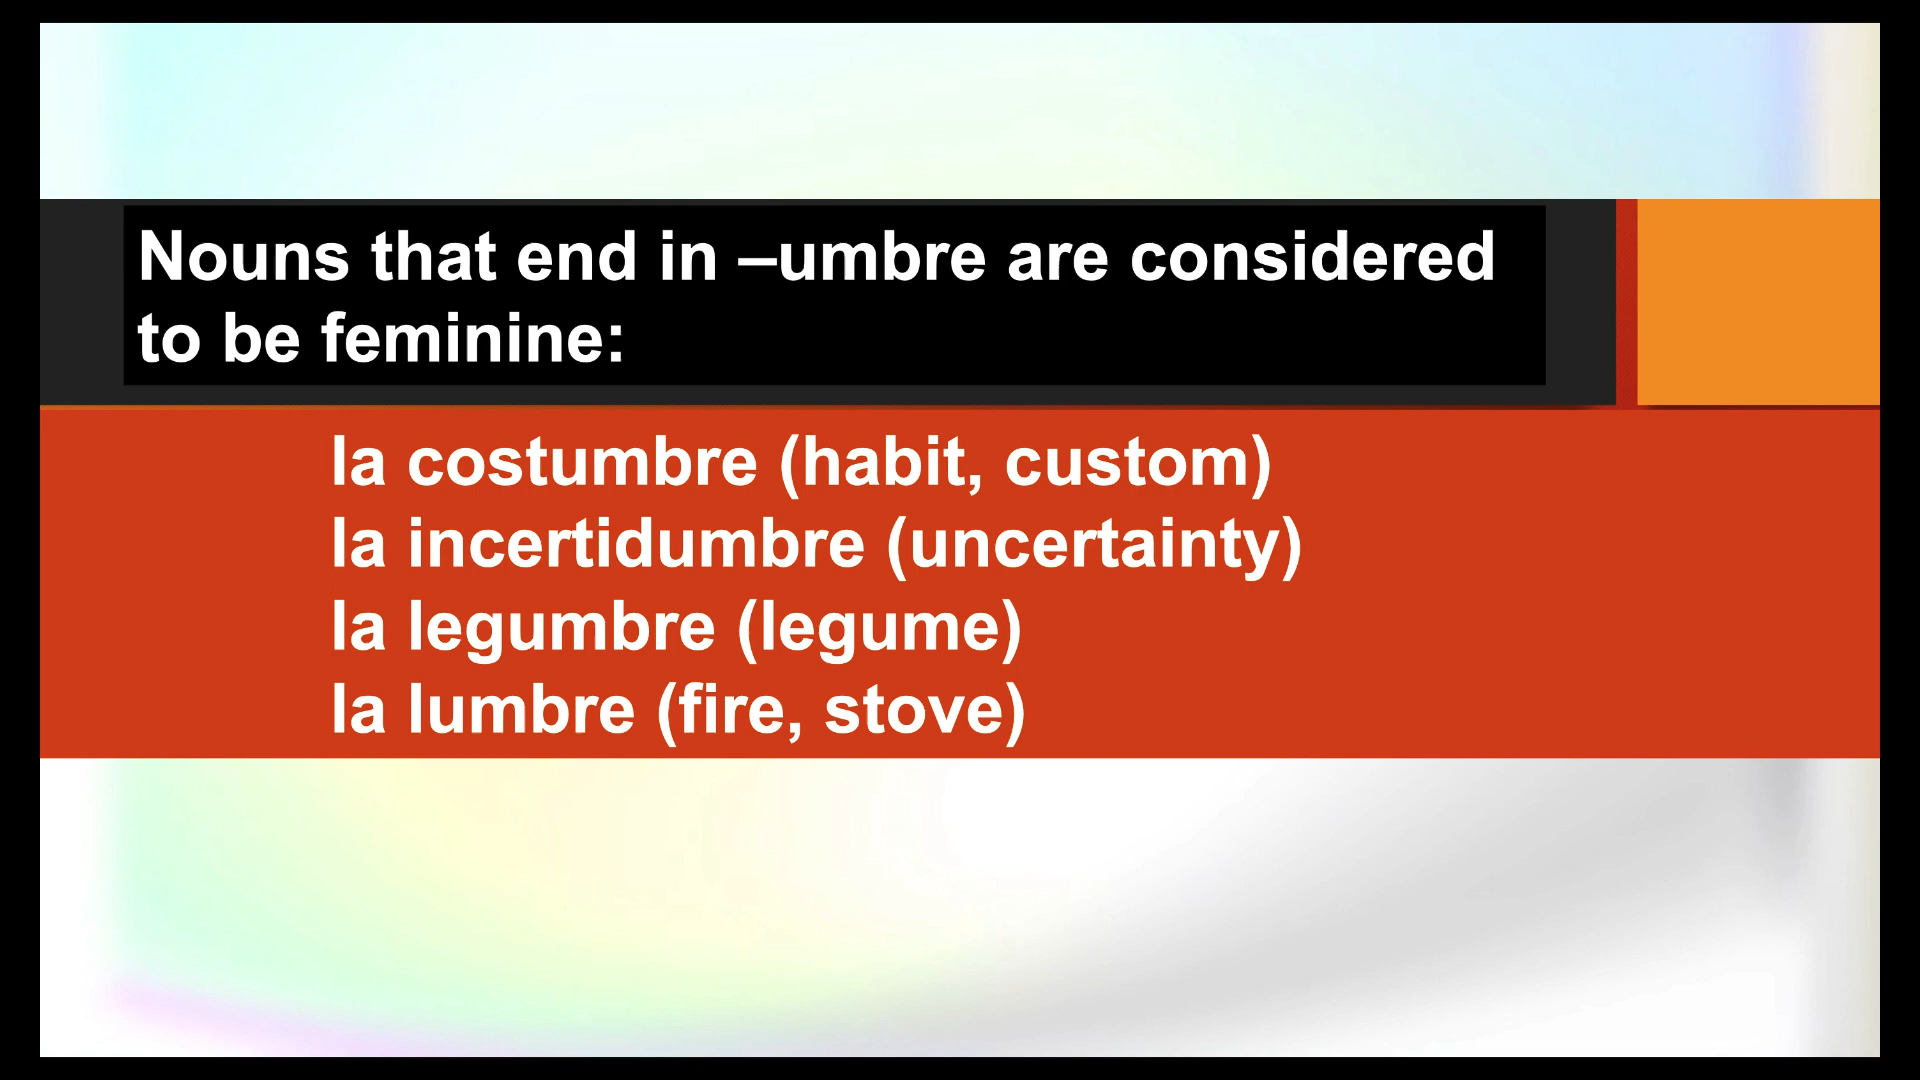 Nouns that end in –umbre are considered
to be feminine:
la costumbre (habit, custom)
la incertidumbre (uncertainty)
la legumbre (legume)
la lumbre (fire, stove)